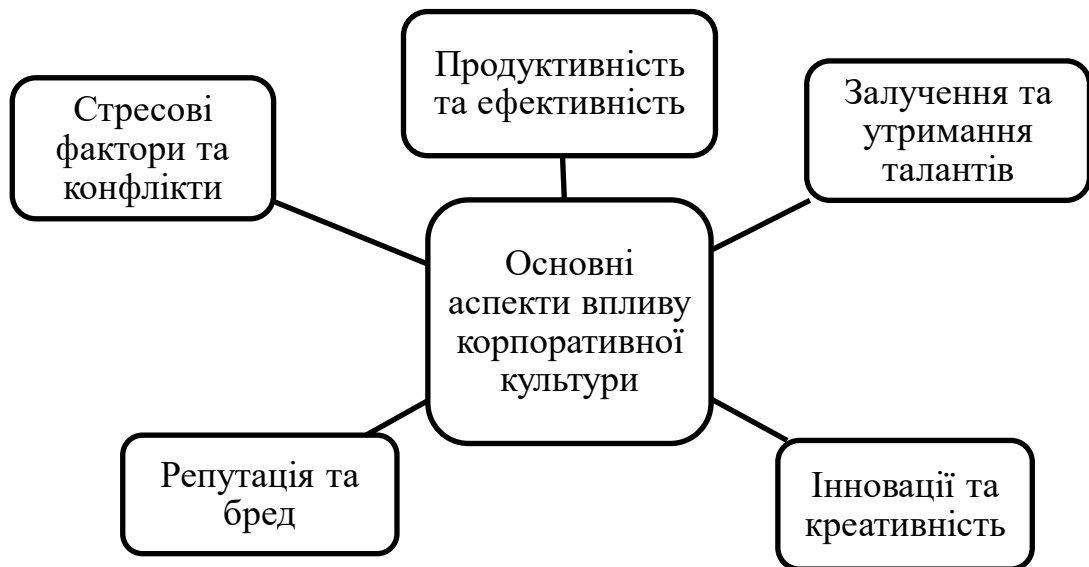 Продуктивність
та ефективність
Стресові
фактори та
конфлікти
Залучення та
утримання
талантів
Основні
аспекти впливу
корпоративної
культури
Репутація та
бред
Інновації та
креативність